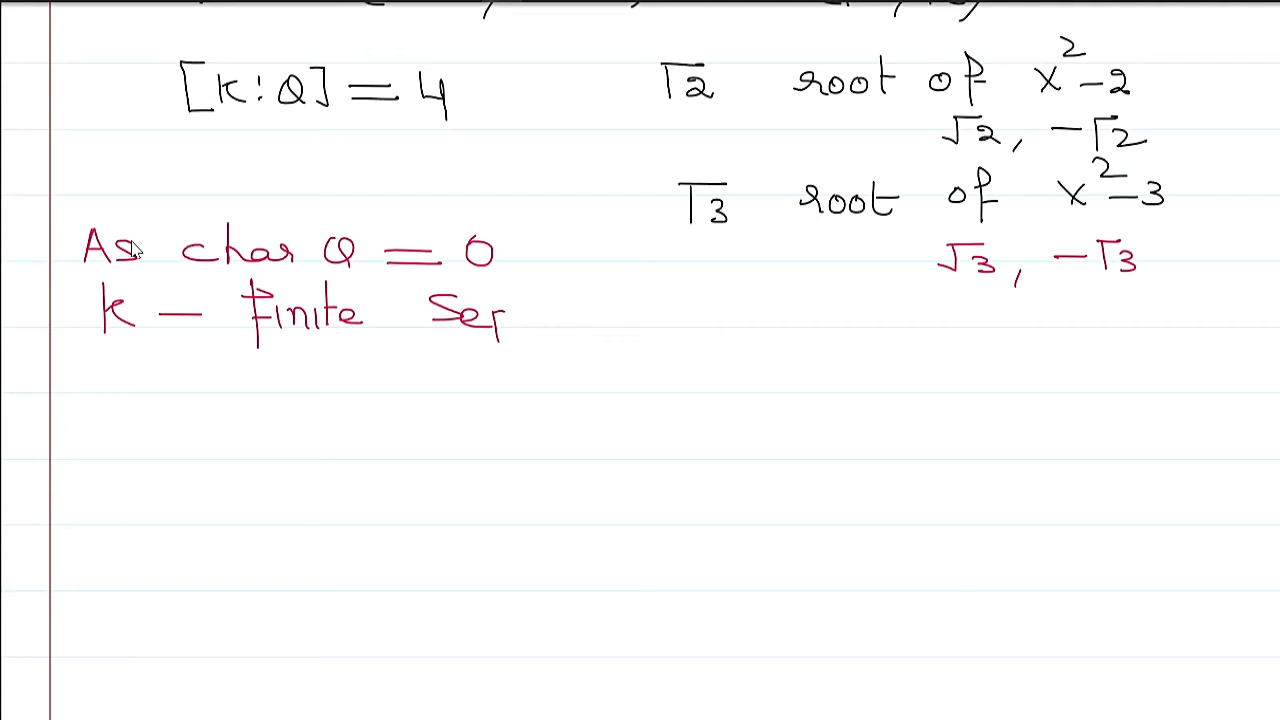 [K:Q] = 4
√2 root of x²-2
√2, -√2
√3 root of x²-3
√3, -√3
As char Q = 0
K - finite Sep